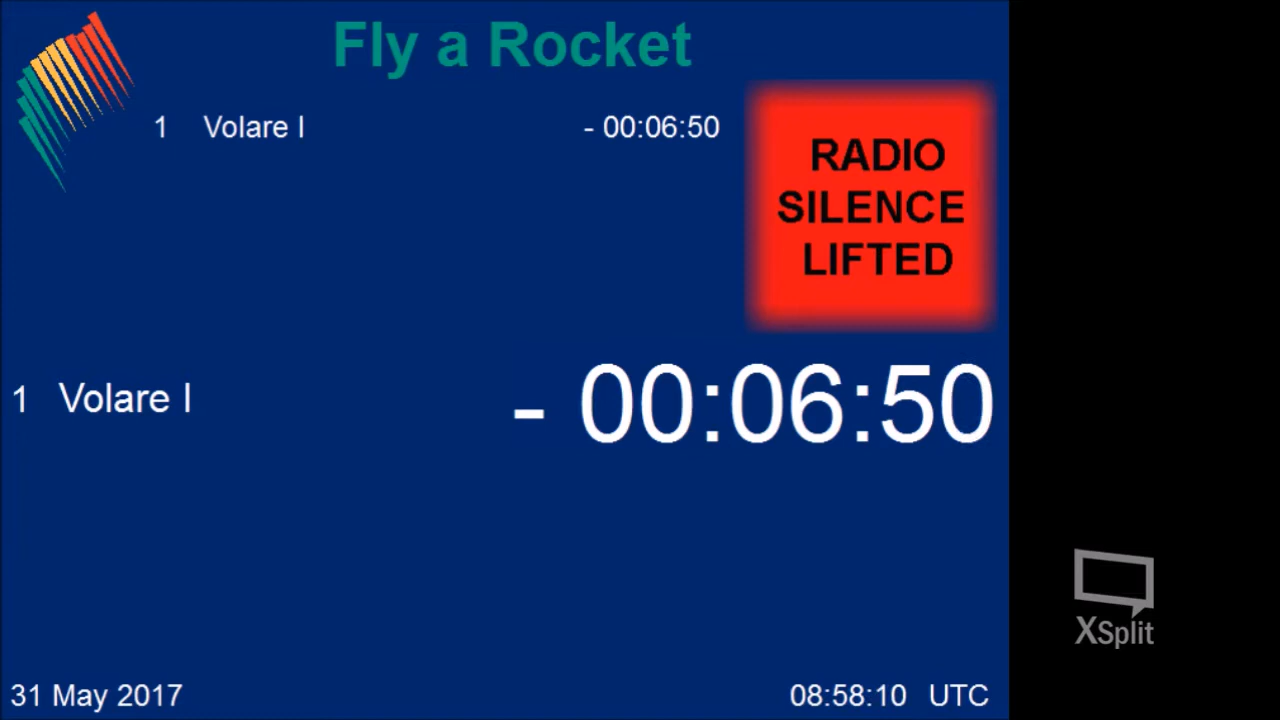 Fly a Rocket
1 Volare I - 00:06:50
RADIO
SILENCE
LIFTED
1 Volare I - 00:06:50
XSplit
31 May 2017 08:58:10 UTC